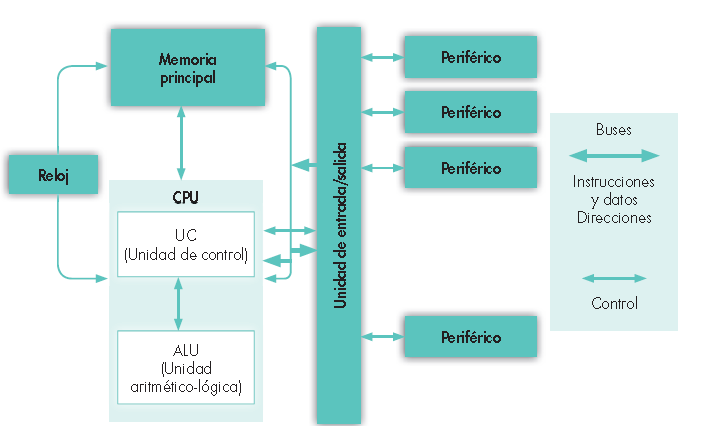 Memoria
principal
Reloj
CPU
UC
(Unidad de control)
ALU
(Unidad
aritmético-lógica)
Unidad de entrada/salida
Periférico
Periférico
Periférico
Periférico
Buses
Instrucciones
y datos
Direcciones
Control